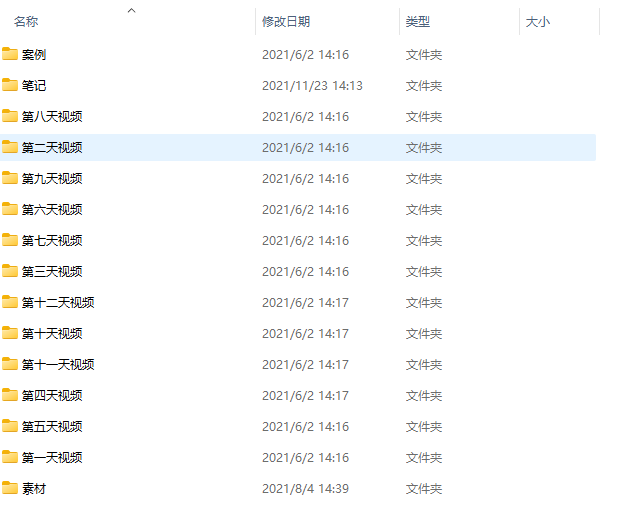 名称 修改日期 类型 大小
案例 2021/6/2 14:16 文件夹
笔记 2021/11/23 14:13 文件夹
第八天视频 2021/6/2 14:16 文件夹
第二天视频 2021/6/2 14:16 文件夹
第九天视频 2021/6/2 14:16 文件夹
第六天视频 2021/6/2 14:16 文件夹
第七天视频 2021/6/2 14:16 文件夹
第三天视频 2021/6/2 14:16 文件夹
第十二天视频 2021/6/2 14:17 文件夹
第十天视频 2021/6/2 14:17 文件夹
第十一天视频 2021/6/2 14:17 文件夹
第四天视频 2021/6/2 14:17 文件夹
第五天视频 2021/6/2 14:16 文件夹
第一天视频 2021/6/2 14:16 文件夹
素材 2021/8/4 14:39 文件夹